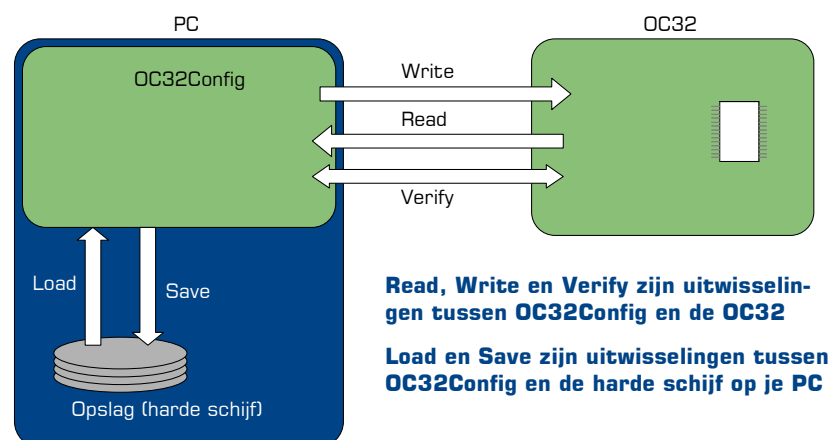 PC
OC32
OC32Config
Write
Read
Verify
Load
Save
Opslag (harde schijf)
Read, Write en Verify zijn uitwisselin-
gen tussen OC32Config en de OC32
Load en Save zijn uitwisselingen tussen
OC32Config en de harde schijf op je PC